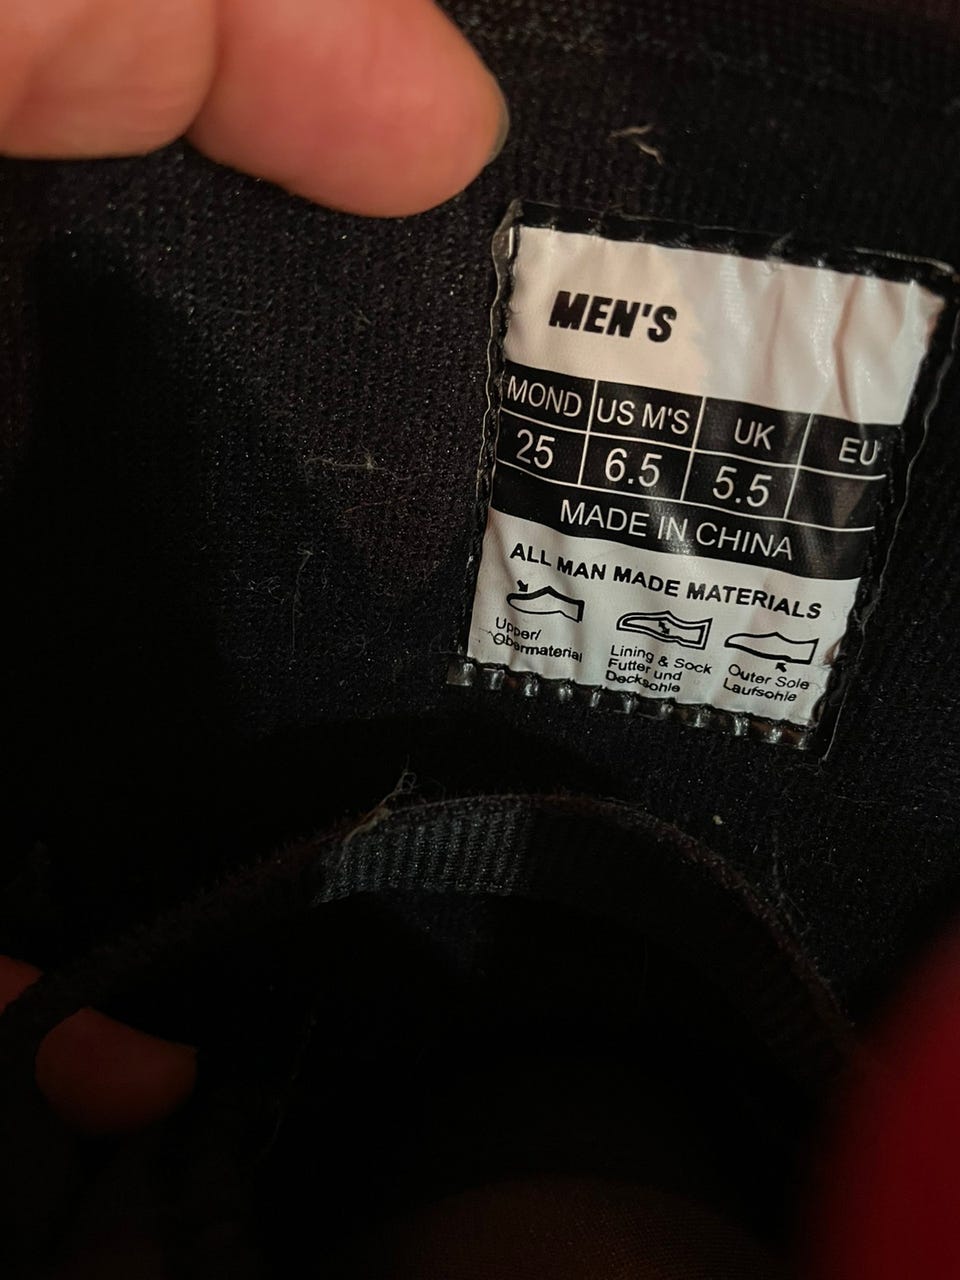 MEN'S
MOND US M'S UK EU
25 6.5 5.5
MADE IN CHINA
ALL MAN MADE MATERIALS
Upper/
Obermaterial
Lining & Sock
Futter und
Decksohle
Outer Sole
Laufsohle